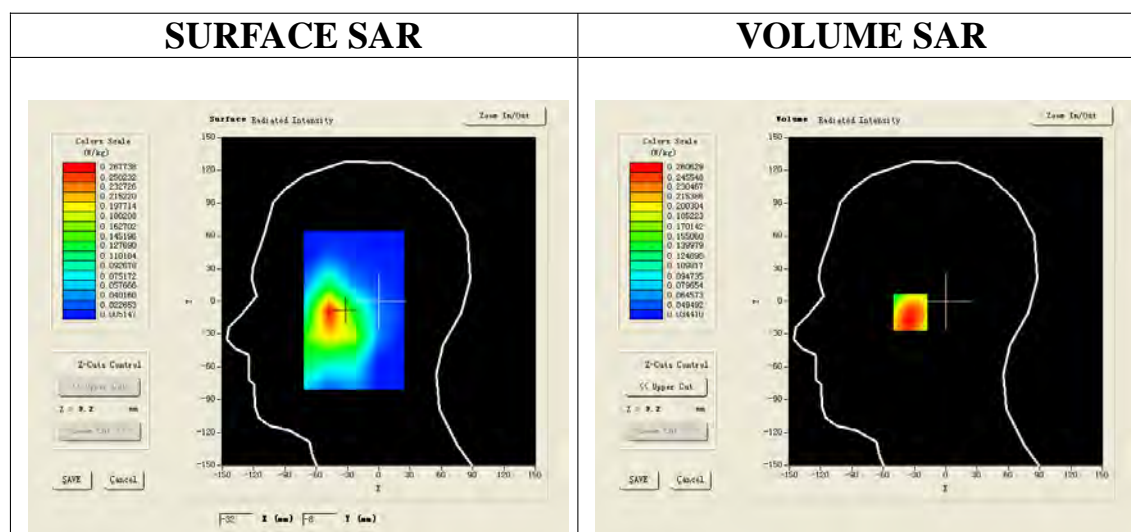 SURFACE SAR
VOLUME SAR
Surface Radiated Intensity
Zoom In/Out
Colors Scale
(W/kg)
0.267738
0.250232
0.232726
0.215220
0.197714
0.180208
0.162702
0.145196
0.127690
0.110184
0.092678
0.075172
0.057666
0.040160
0.022653
0.005147
150
120
90
60
30
0
-30
-60
-90
-120
-150
-150 -120 -90 -60 -30 0 30 60 90 120 150
Z-Cuts Control
<< Upper Cut
Z = 9.2 mm
SAVE
Cancel
-32 X (mm)
Y (mm)
Volume Radiated Intensity
Zoom In/Out
Colors Scale
(W/kg)
0.260629
0.245548
0.230467
0.215386
0.200304
0.185223
0.170142
0.155060
0.139979
0.124898
0.109817
0.094735
0.079654
0.064573
0.049492
0.034410
150
120
90
60
30
0
-30
-60
-90
-120
-150
-150 -120 -90 -60 -30 0 30 60 90 120 150
Z-Cuts Control
<< Upper Cut
Z = 9.2 mm
SAVE
Cancel